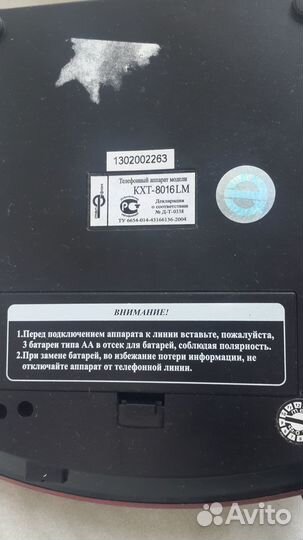 1302002263
Телефонный аппарат модели
KXT-8016LM
Декларация
о соответствии
№ Д-Т-0338
ТУ 6654-014-43166136-2004
ВНИМАНИЕ!
1.Перед подключением аппарата к линии вставьте, пожалуйста,
3 батареи типа АА в отсек для батарей, соблюдая полярность.
2.При замене батарей, во избежание потери информации, не
отключайте аппарат от телефонной линии.
Avito